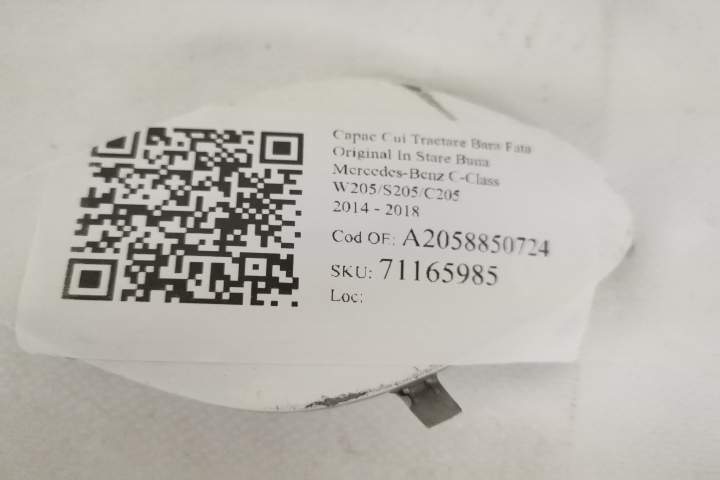 Capac Cui Tractare Bara Fata
Original In Stare Buna
Mercedes-Benz C-Class
W205/S205/C205
2014 - 2018
Cod OE: A2058850724
SKU: 71165985
Loc: